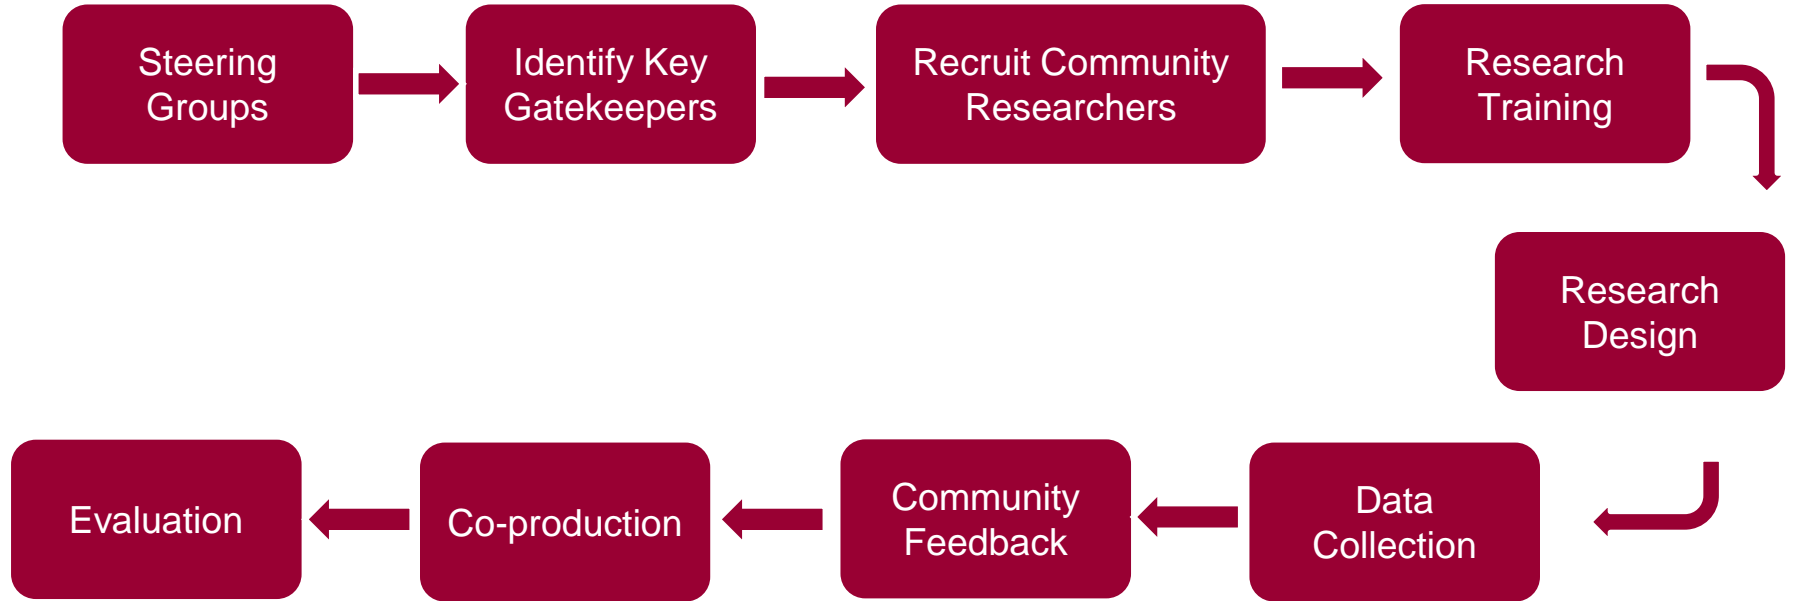 Steering
Groups
Identify Key
Gatekeepers
Recruit Community
Researchers
Research
Training
Research
Design
Data
Collection
Community
Feedback
Co-production
Evaluation